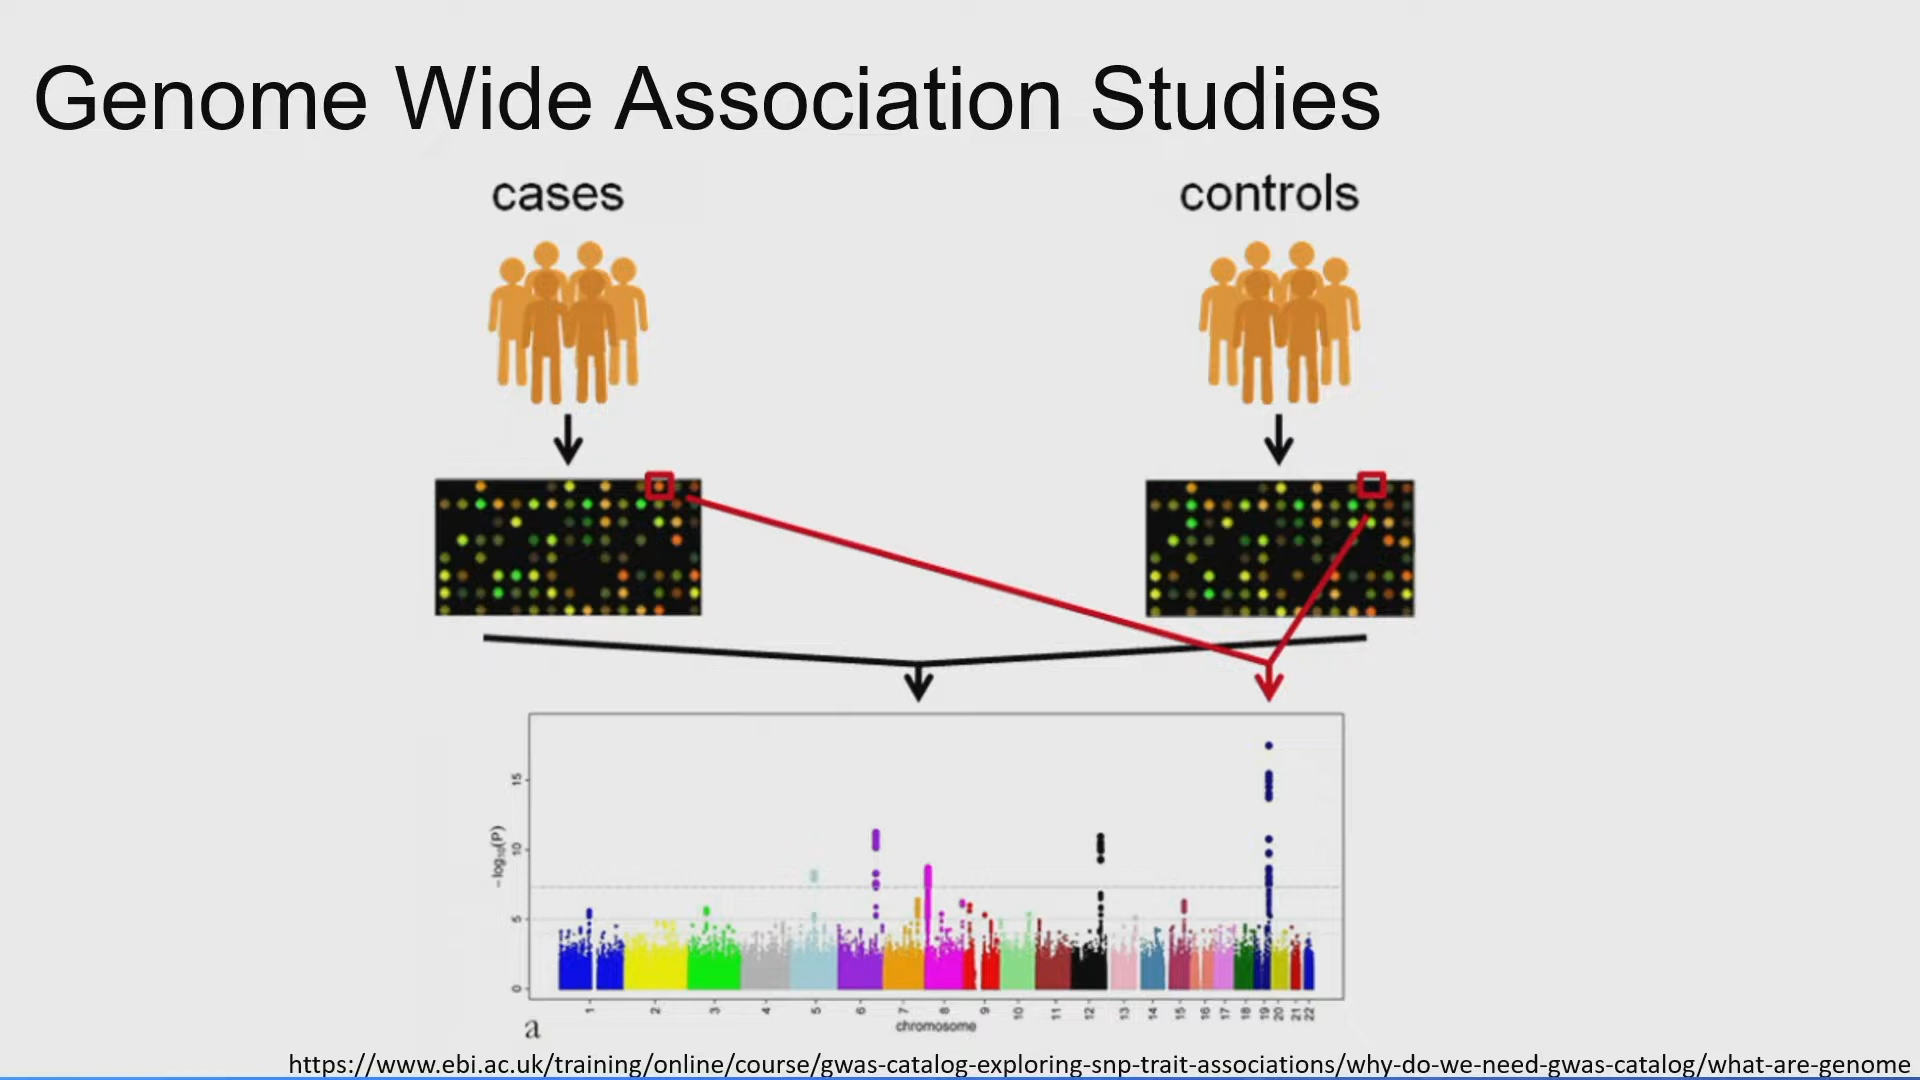 Genome Wide Association Studies
cases
controls
15
10
5
0
−log₁₀(P)
1 2 3 4 5 6 7 8 9 10 11 12 13 14 15 16 17 18 19 20 21 22
chromosome
a
https://www.ebi.ac.uk/training/online/course/gwas-catalog-exploring-snp-trait-associations/why-do-we-need-gwas-catalog/what-are-genome